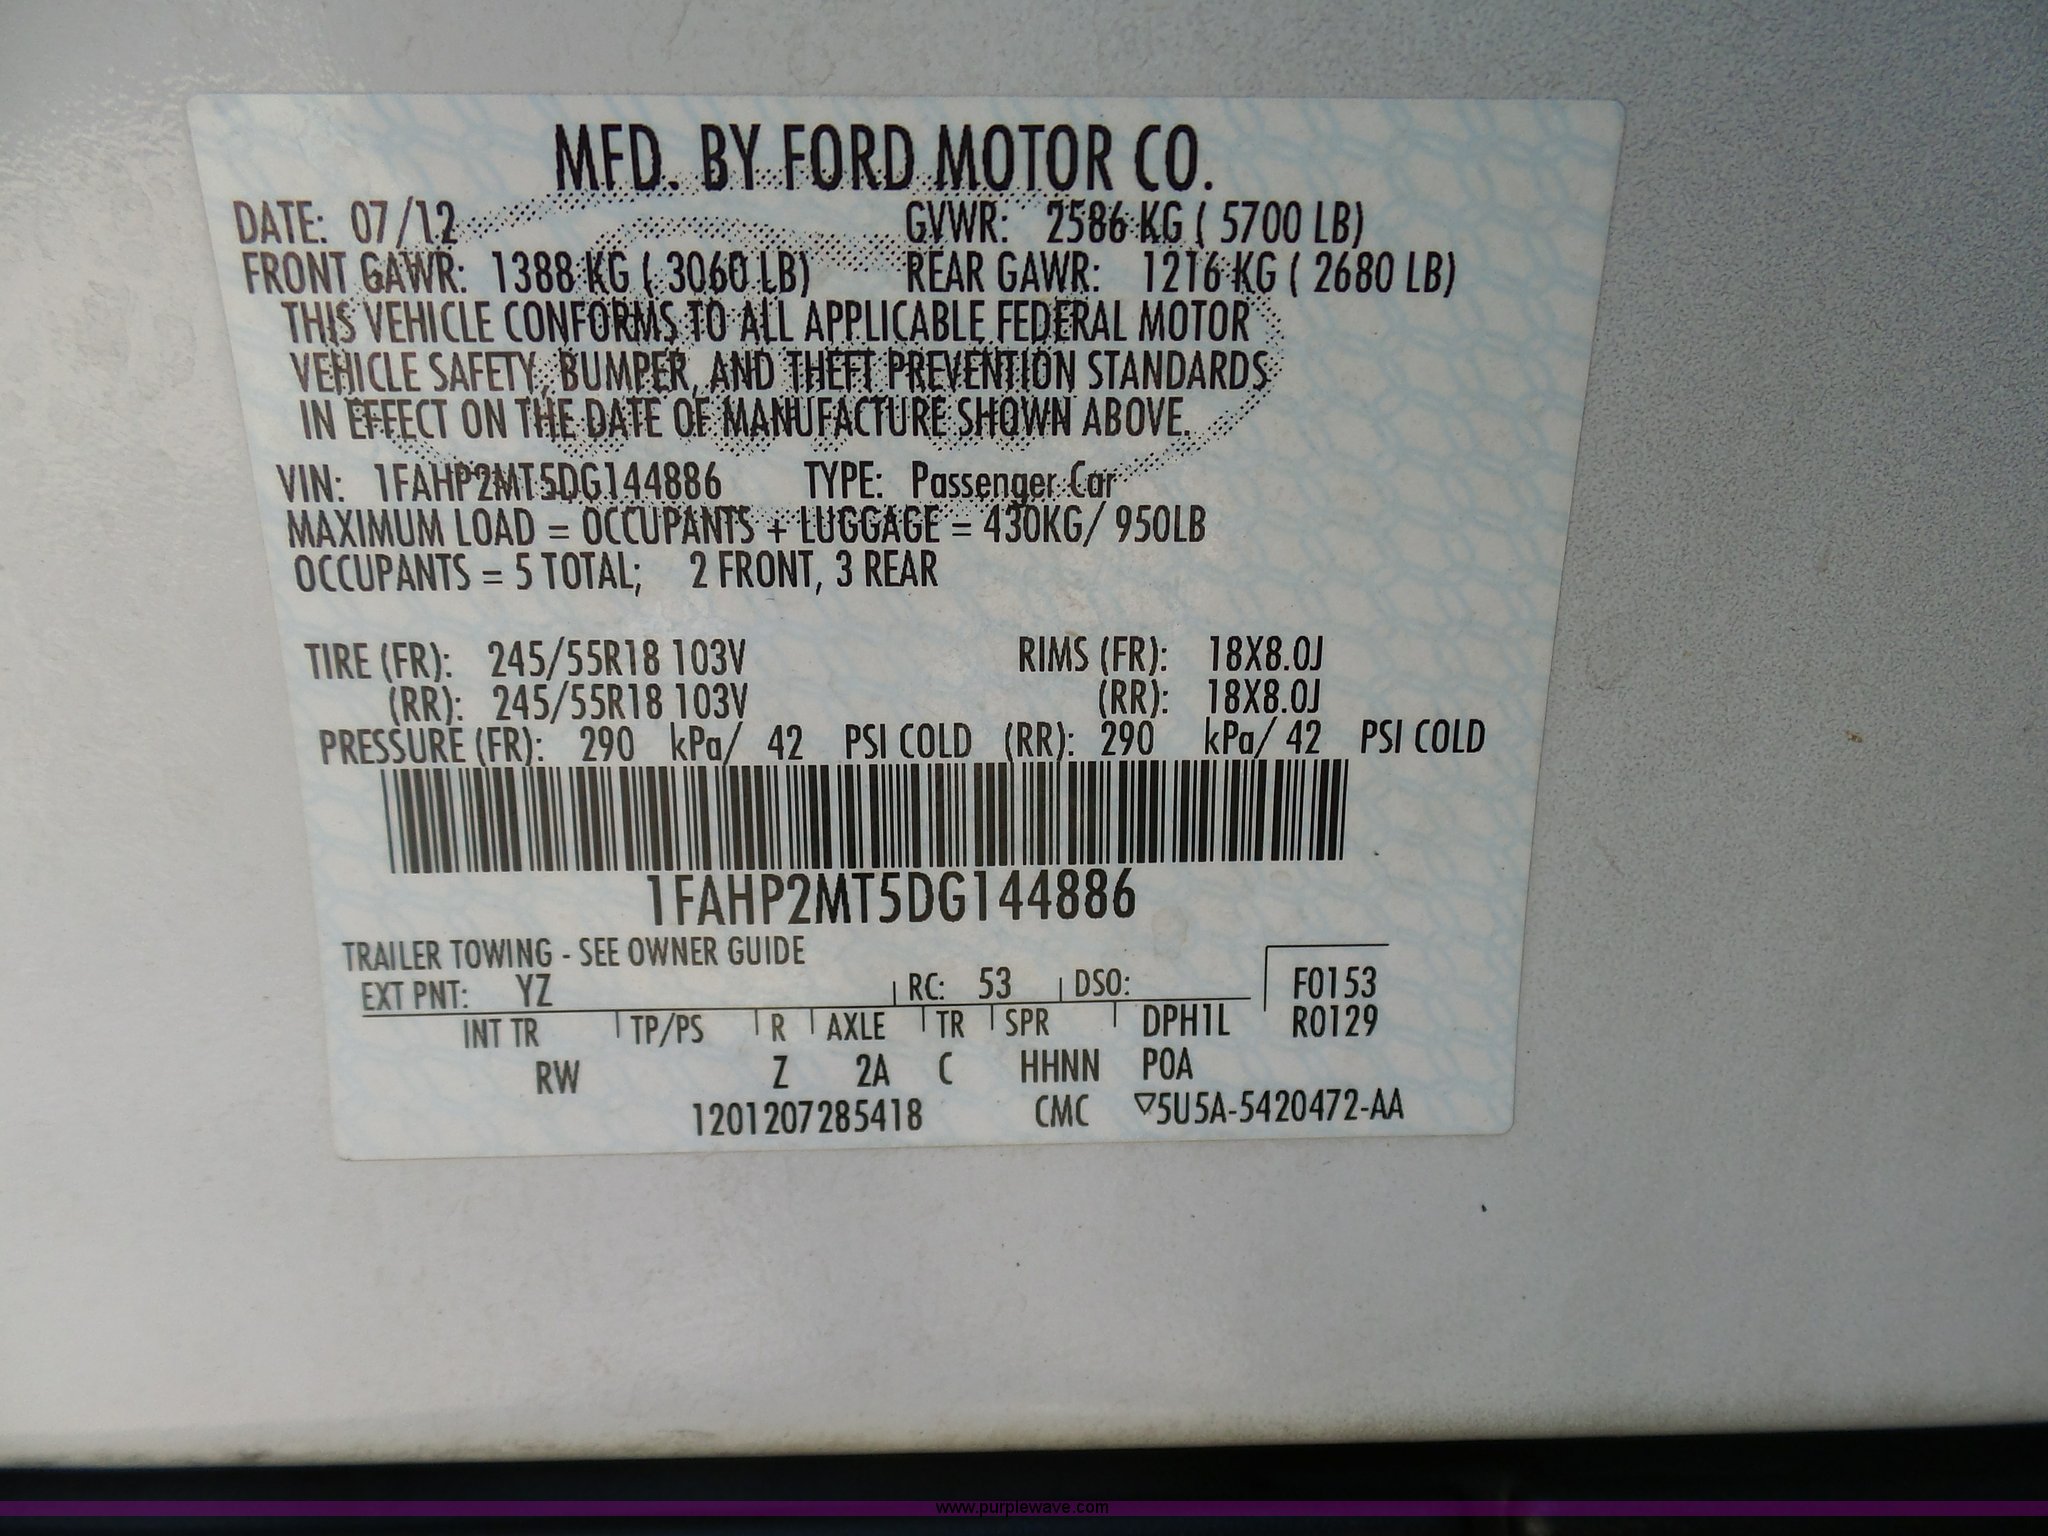 MFD. BY FORD MOTOR CO.
DATE: 07/12 GVWR: 2586 KG ( 5700 LB)
FRONT GAWR: 1388 KG ( 3060 LB) REAR GAWR: 1216 KG ( 2680 LB)
THIS VEHICLE CONFORMS TO ALL APPLICABLE FEDERAL MOTOR
VEHICLE SAFETY, BUMPER, AND THEFT PREVENTION STANDARDS
IN EFFECT ON THE DATE OF MANUFACTURE SHOWN ABOVE.
VIN: 1FAHP2MT5DG144886 TYPE: Passenger Car
MAXIMUM LOAD = OCCUPANTS + LUGGAGE = 430KG/ 950LB
OCCUPANTS = 5 TOTAL; 2 FRONT, 3 REAR
TIRE (FR): 245/55R18 103V RIMS (FR): 18X8.0J
(RR): 245/55R18 103V (RR): 18X8.0J
PRESSURE (FR): 290 kPa/ 42 PSI COLD (RR): 290 kPa/ 42 PSI COLD
1FAHP2MT5DG144886
TRAILER TOWING - SEE OWNER GUIDE
EXT PNT: YZ RC: 53 DSO: F0153
INT TR TP/PS R AXLE TR SPR DPH1L R0129
RW Z 2A C HHNN POA
1201207285418 CMC ▽5U5A-5420472-AA
www.purplewave.com